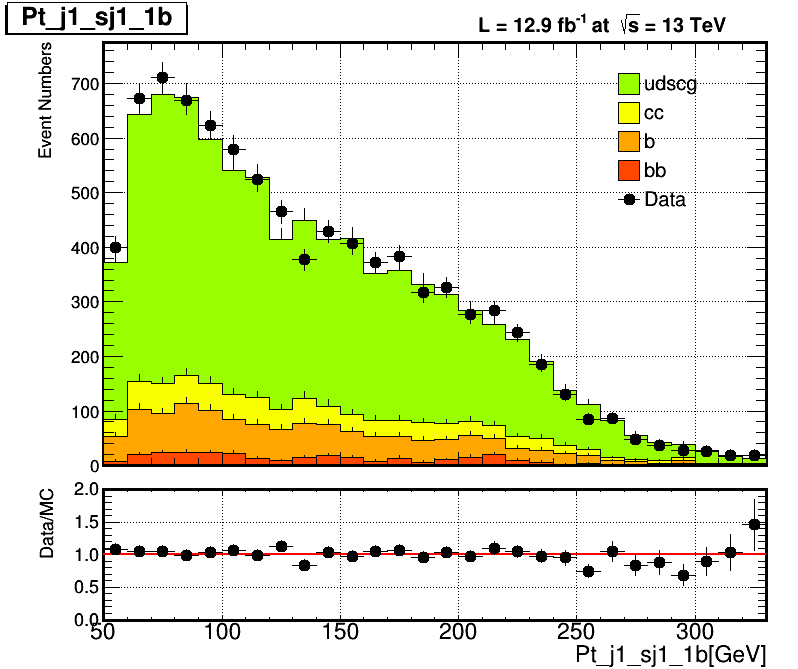 Pt_j1_sj1_1b
L = 12.9 fb-1 at √s = 13 TeV
Event Numbers
700
600
500
400
300
200
100
0
udscg
cc
b
bb
Data
Data/MC
2.0
1.5
1.0
0.5
0.0
50 100 150 200 250 300
Pt_j1_sj1_1b[GeV]